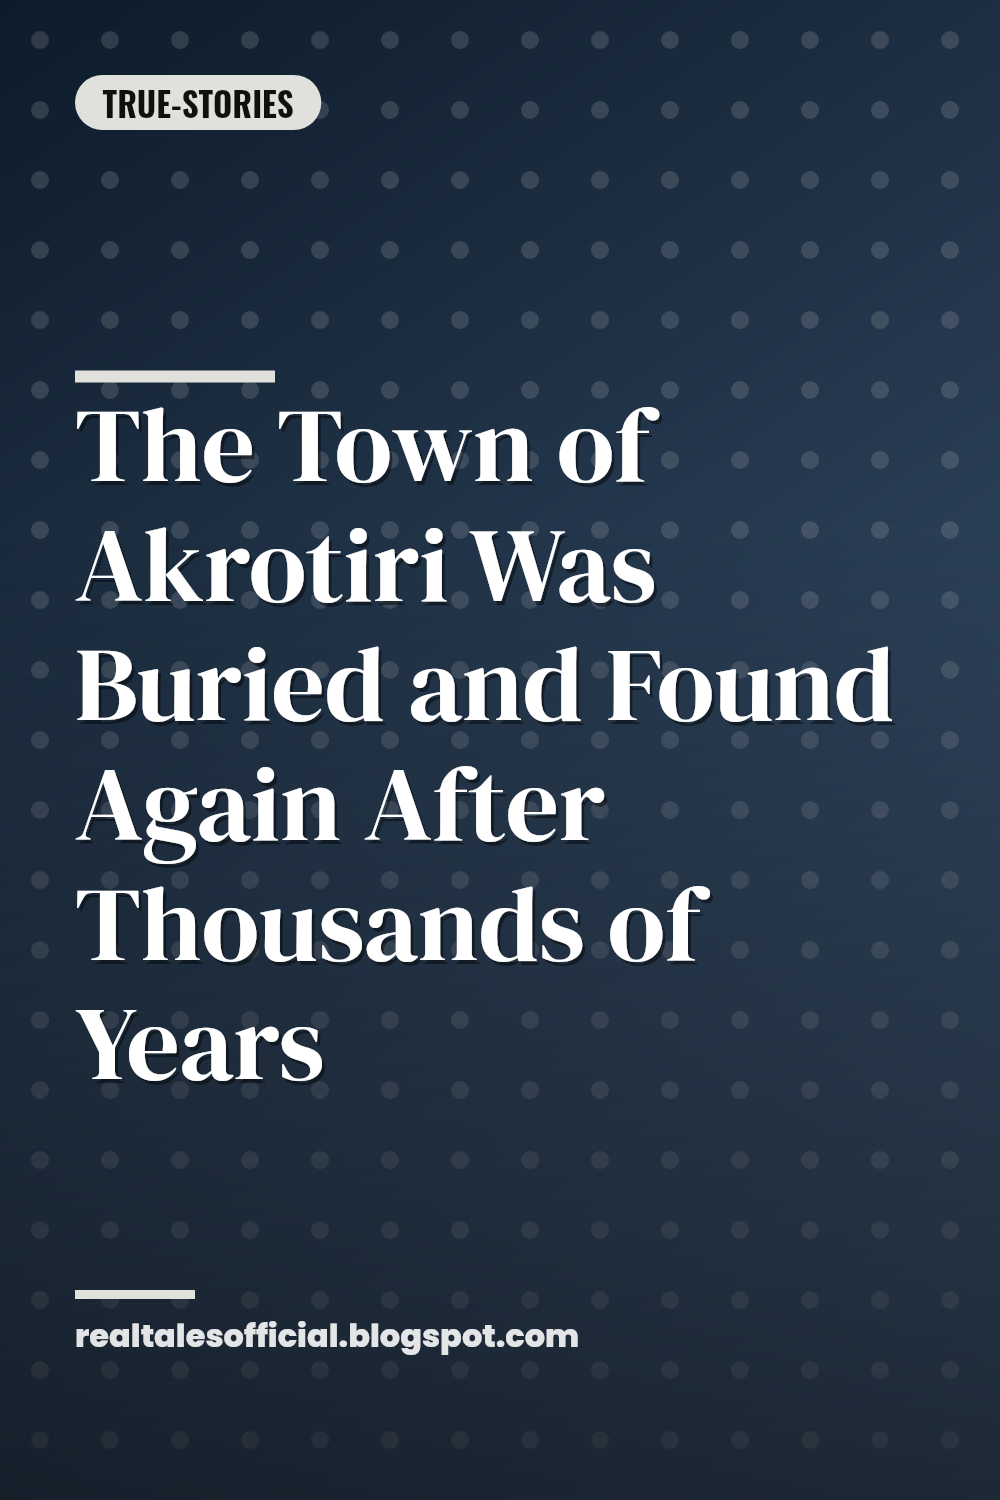 TRUE-STORIES
The Town of
Akrotiri Was
Buried and Found
Again After
Thousands of
Years
realtalesofficial.blogspot.com